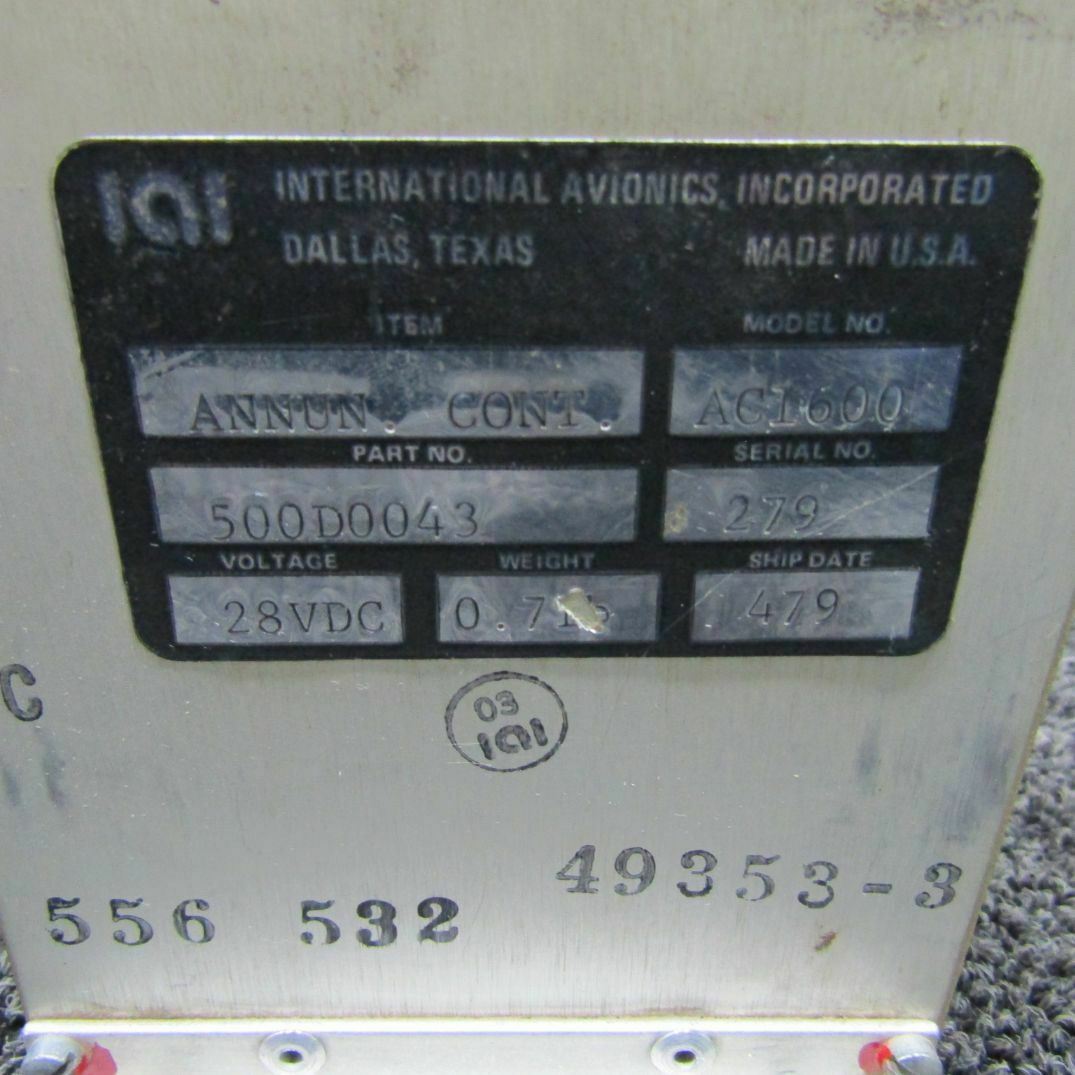 iai INTERNATIONAL AVIONICS, INCORPORATED
DALLAS, TEXAS MADE IN U.S.A.
ITEM MODEL NO.
ANNUN. CONT. AC1600
PART NO. SERIAL NO.
500D0043 279
VOLTAGE WEIGHT SHIP DATE
28VDC 479
C
03
iai
49353-3
556 532